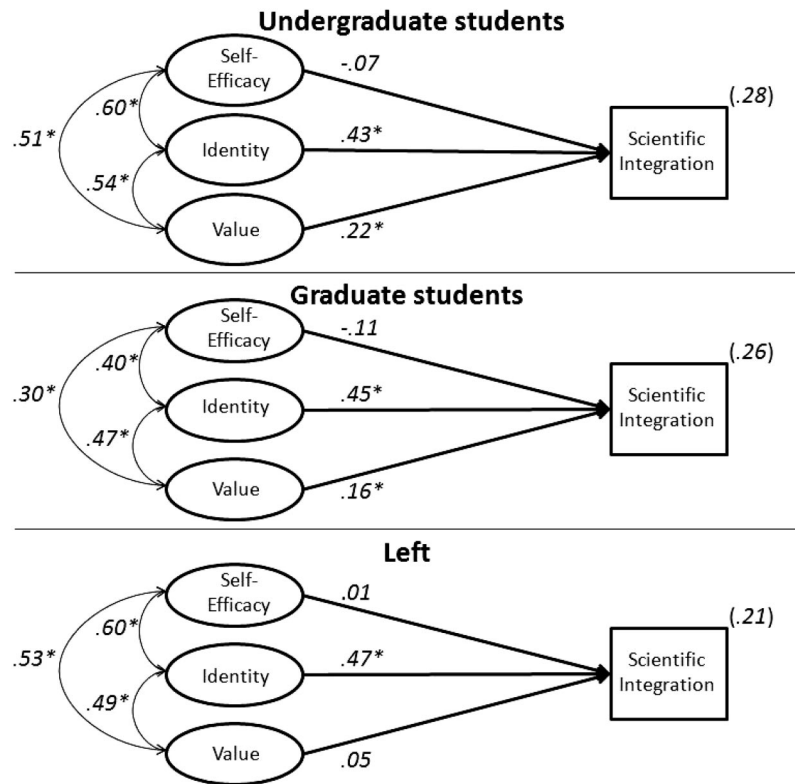 Undergraduate students
Self-
Efficacy
-.07
(.28)
.60*
.51*
Identity
.43*
Scientific
Integration
.54*
Value
.22*
Graduate students
Self-
Efficacy
-.11
(.26)
.40*
.30*
Identity
.45*
Scientific
Integration
.47*
Value
.16*
Left
Self-
Efficacy
.01
(.21)
.60*
.53*
Identity
.47*
Scientific
Integration
.49*
Value
.05